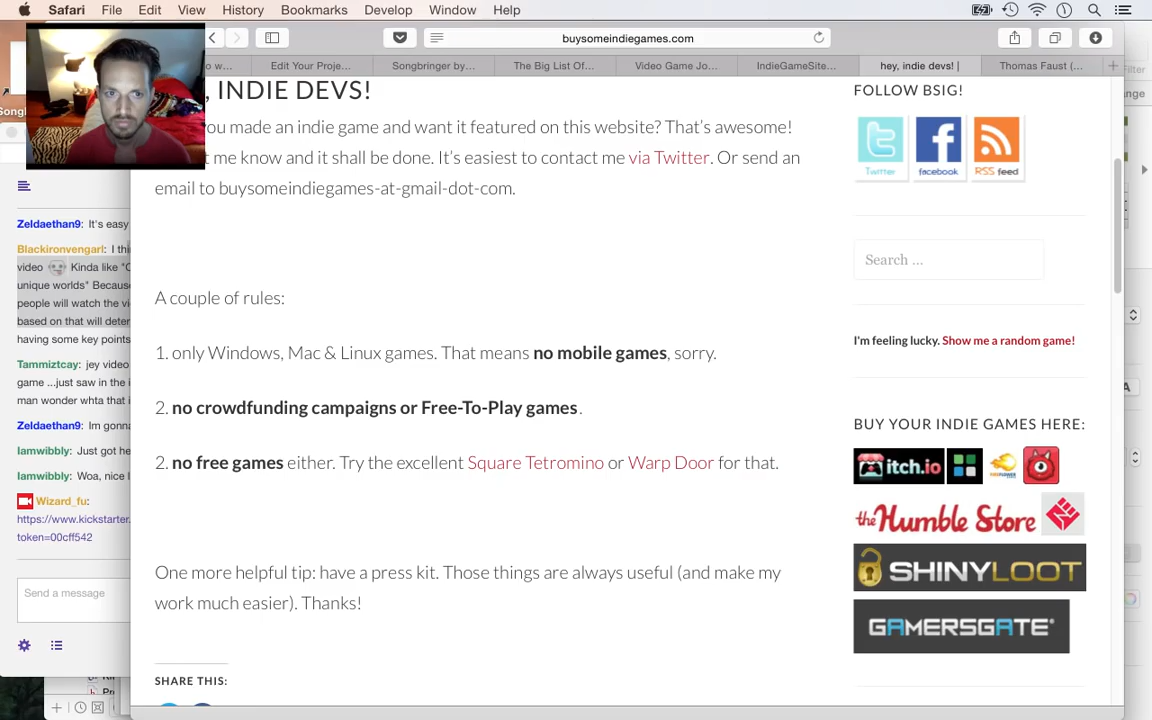 Safari File Edit View History Bookmarks Develop Window Help
buysomeindiegames.com
o w... Edit Your Proje... Songbringer by... The Big List Of... Video Game Jo... IndieGameSite... hey, indie devs! | Thomas Faust (...
Filter
ange
Song
, INDIE DEVS!
you made an indie game and want it featured on this website? That's awesome!
t me know and it shall be done. It's easiest to contact me via Twitter. Or send an
email to buysomeindiegames-at-gmail-dot-com.
A couple of rules:
1. only Windows, Mac & Linux games. That means no mobile games, sorry.
2. no crowdfunding campaigns or Free-To-Play games.
2. no free games either. Try the excellent Square Tetromino or Warp Door for that.
One more helpful tip: have a press kit. Those things are always useful (and make my
work much easier). Thanks!
SHARE THIS:
FOLLOW BSIG!
Twitter facebook RSS feed
Search ...
I'm feeling lucky. Show me a random game!
BUY YOUR INDIE GAMES HERE:
itch.io
the Humble Store
SHINYLOOT
GAMERSGATE
Zeldaethan9: It's easy
Blackironvengarl: I thi
video Kinda like "C
unique worlds" Becaus
people will watch the vi
based on that will deter
having some key points
Tammiztcay: jey video
game ...just saw in the i
man wonder whta that i
Zeldaethan9: Im gonna
Iamwibbly: Just got he
Iamwibbly: Woa, nice l
Wizard_fu:
https://www.kickstarter.
token=00cff542
Send a message